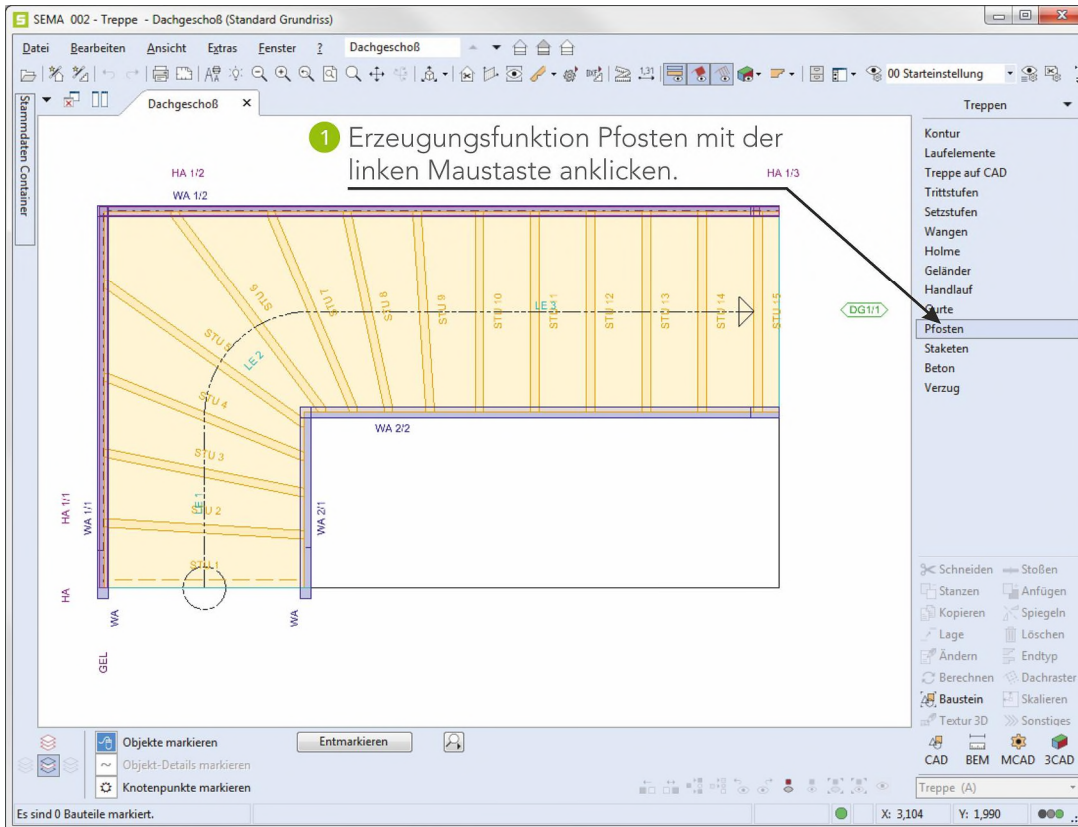 SEMA 002 - Treppe - Dachgeschoß (Standard Grundriss)
Datei Bearbeiten Ansicht Extras Fenster ? Dachgeschoß
00 Starteinstellung
Dachgeschoß
Stammdaten Container
1 Erzeugungsfunktion Pfosten mit der
linken Maustaste anklicken.
HA 1/2
HA 1/3
WA 1/2
STU 6
STU 7
STU 8
STU 9
STU 10
STU 11
STU 12
STU 13
STU 14
STU 15
LE 3
DG1/1
STU 5
LE 2
STU 4
WA 2/2
STU 3
HA 1/1
WA 1/1
LE 1
STU 2
WA 2/1
STU 1
HA
WA
WA
GEL
Treppen
Kontur
Laufelemente
Treppe auf CAD
Trittstufen
Setzstufen
Wangen
Holme
Geländer
Handlauf
Pfosten
Staketen
Beton
Verzug
Schneiden Stoßen
Stanzen Anfügen
Kopieren Spiegeln
Lage Löschen
Ändern Endtyp
Berechnen Dachraster
Baustein Skalieren
Textur 3D Sonstiges
CAD BEM MCAD 3CAD
Treppe (A)
Objekte markieren Entmarkieren
Objekt-Details markieren
Knotenpunkte markieren
Es sind 0 Bauteile markiert.
X: 3,104 Y: 1,990